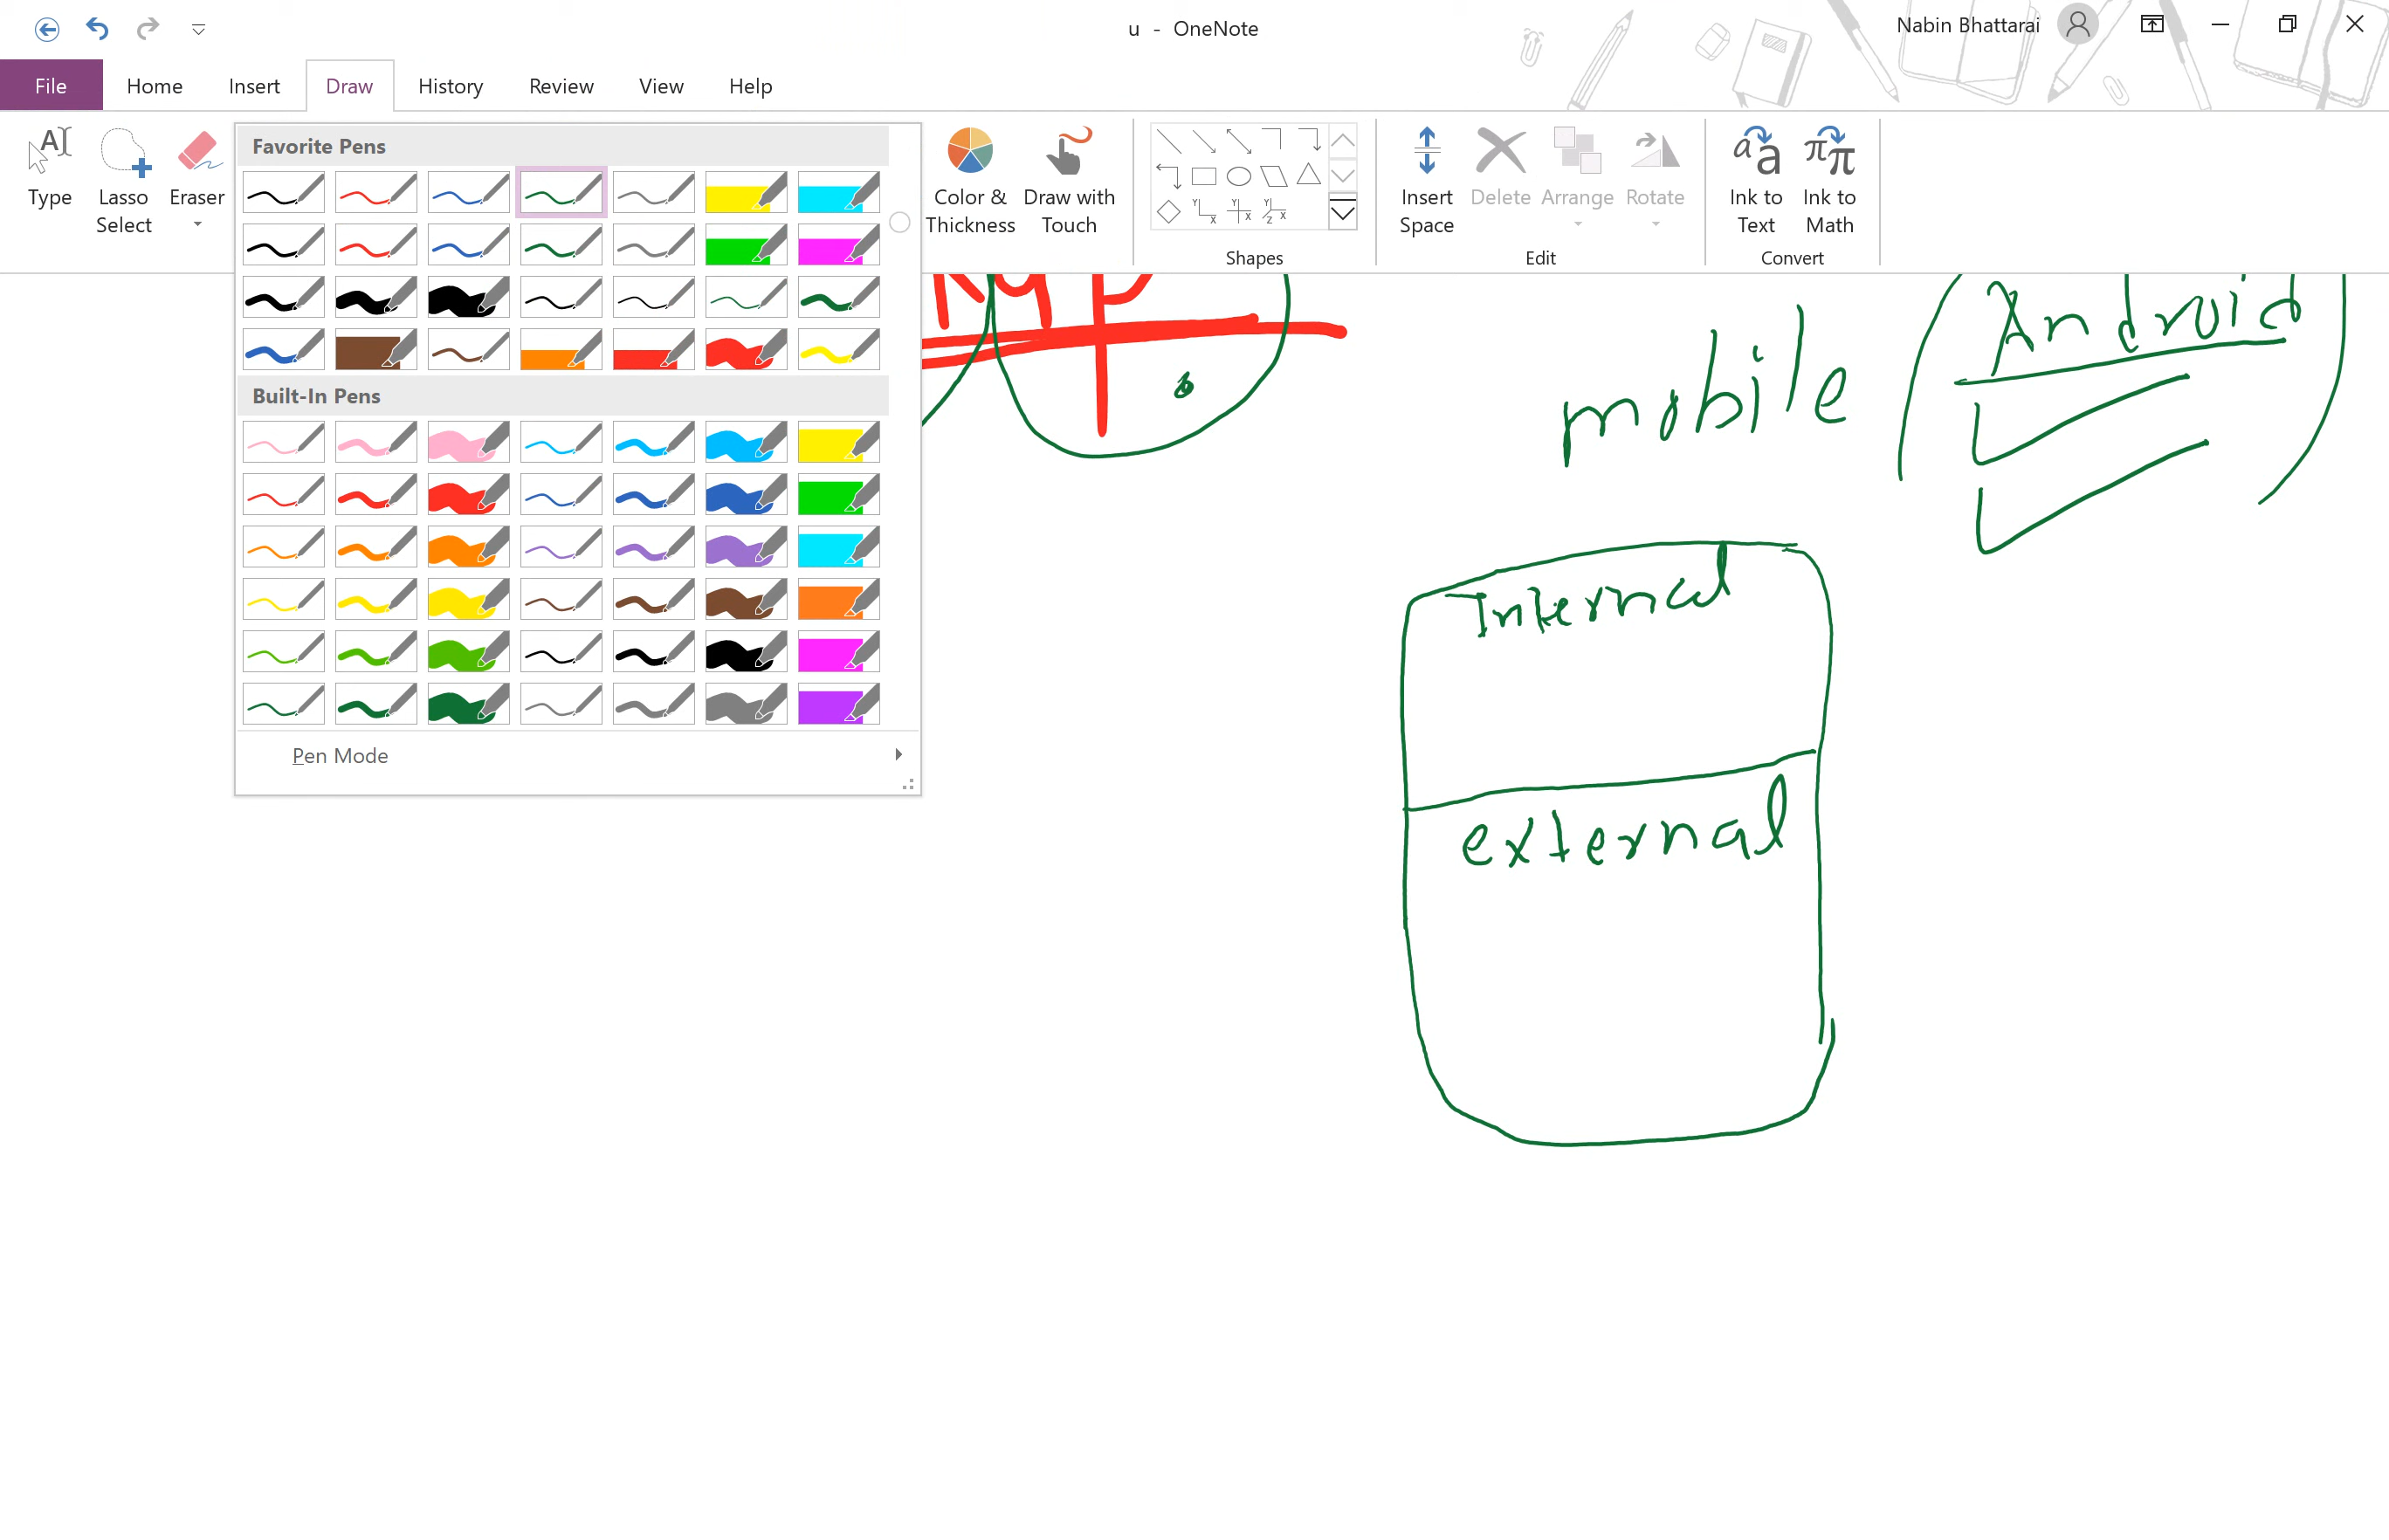 u - OneNote
Nabin Bhattarai
File Home Insert Draw History Review View Help
Type
Lasso Select
Eraser
Favorite Pens
Built-In Pens
Pen Mode
Color & Thickness
Draw with Touch
Shapes
Insert Space
Delete
Arrange
Rotate
Edit
Ink to Text
Ink to Math
Convert
Android
mobile
Internal
external